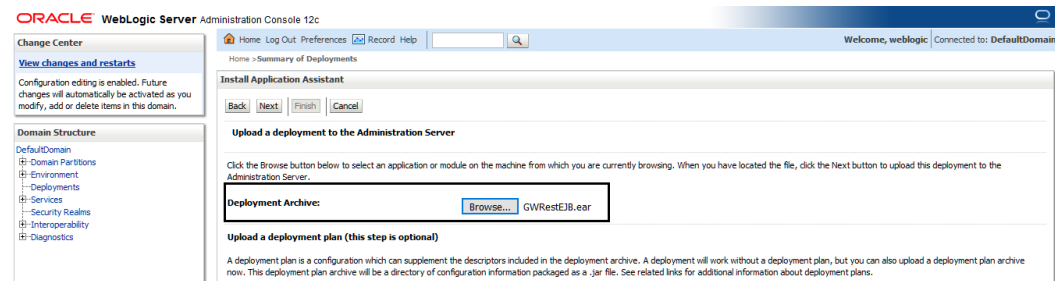 ORACLE WebLogic Server Administration Console 12c
Change Center
View changes and restarts
Configuration editing is enabled. Future
changes will automatically be activated as you
modify, add or delete items in this domain.
Domain Structure
DefaultDomain
Domain Partitions
Environment
Deployments
Services
Security Realms
Interoperability
Diagnostics
Home Log Out Preferences Record Help
Welcome, weblogic Connected to: DefaultDomain
Home >Summary of Deployments
Install Application Assistant
Back Next Finish Cancel
Upload a deployment to the Administration Server
Click the Browse button below to select an application or module on the machine from which you are currently browsing. When you have located the file, click the Next button to upload this deployment to the
Administration Server.
Deployment Archive: Browse... GWRestEJB.ear
Upload a deployment plan (this step is optional)
A deployment plan is a configuration which can supplement the descriptors included in the deployment archive. A deployment will work without a deployment plan, but you can also upload a deployment plan archive
now. This deployment plan archive will be a directory of configuration information packaged as a .jar file. See related links for additional information about deployment plans.